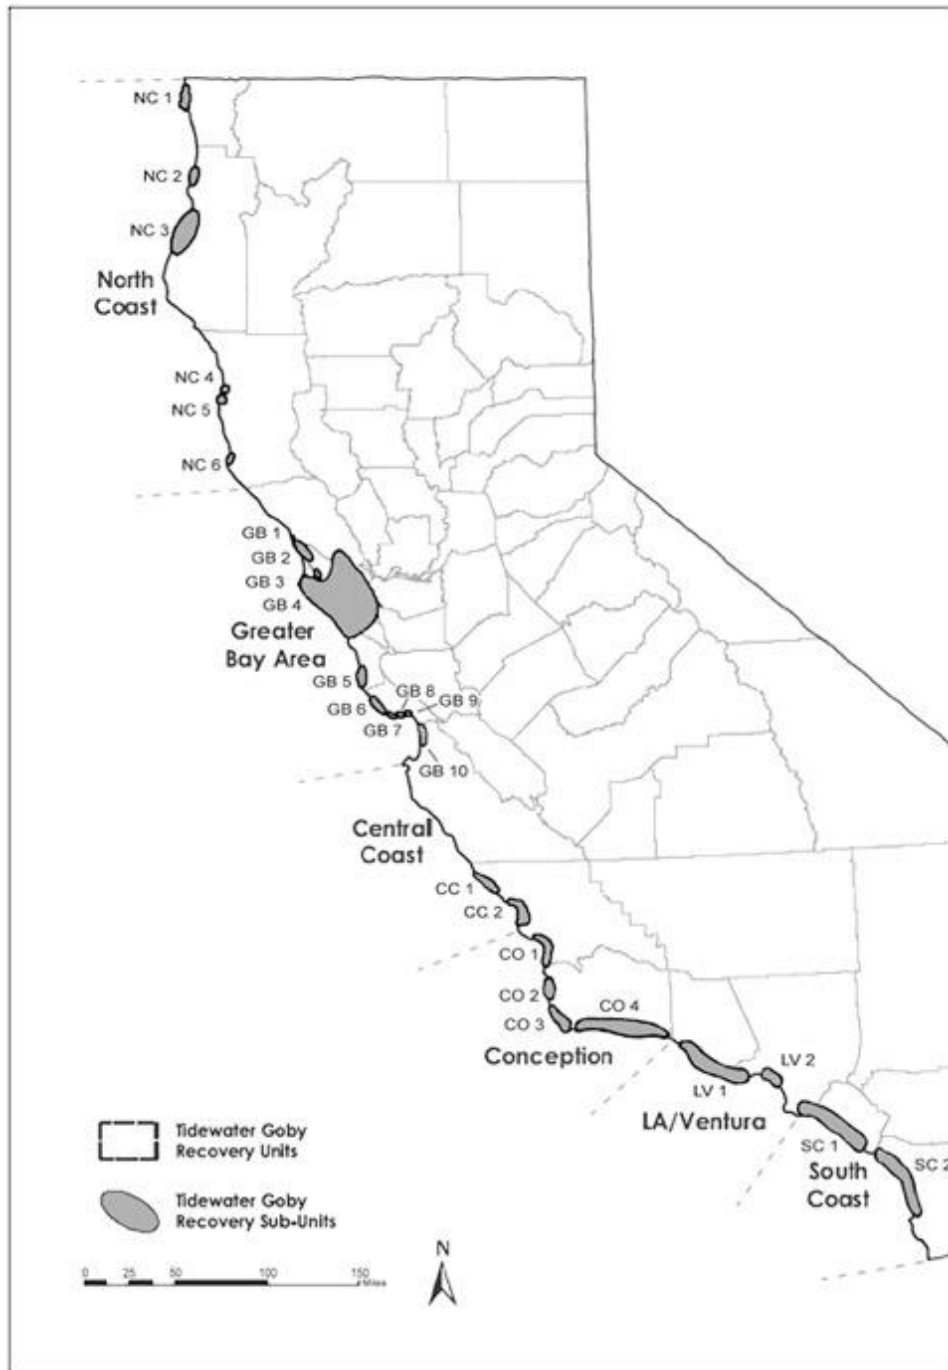 NC 1
NC 2
NC 3
North
Coast
NC 4
NC 5
NC 6
GB 1
GB 2
GB 3
GB 4
Greater
Bay Area
GB 5
GB 8
GB 6
GB 9
GB 7
GB 10
Central
Coast
CC 1
CC 2
CO 1
CO 2
CO 4
CO 3
Conception
LV 2
LV 1
LA/Ventura
SC 1
SC 2
South
Coast
Tidewater Goby
Recovery Units
Tidewater Goby
Recovery Sub-Units
N
0 25 50 100 150
Miles